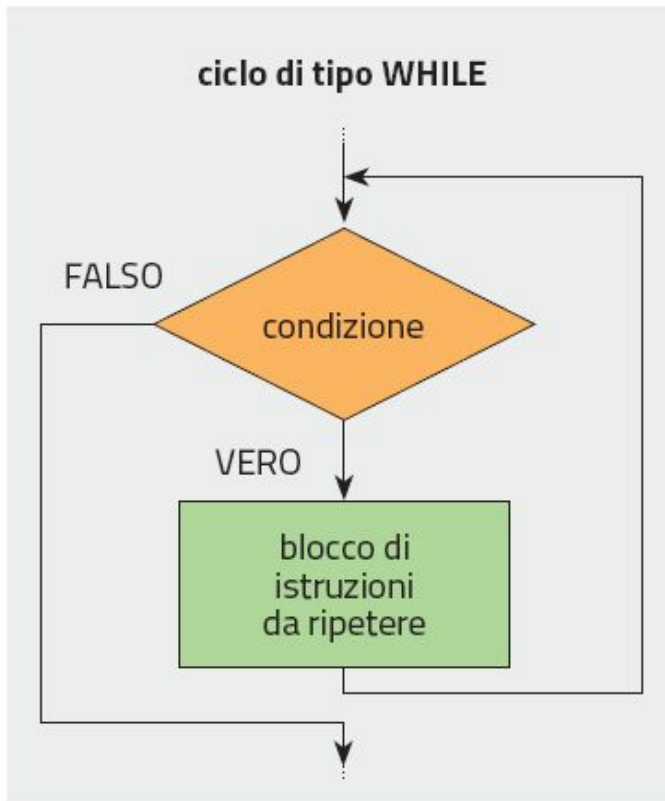 ciclo di tipo WHILE
FALSO
condizione
VERO
blocco di
istruzioni
da ripetere